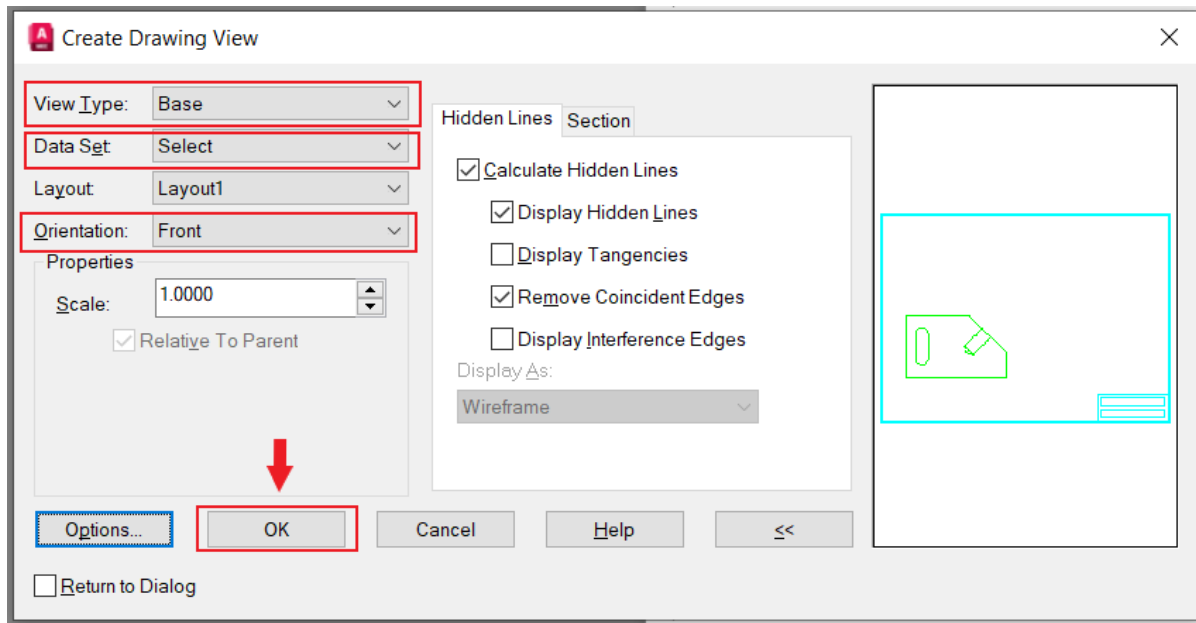 Create Drawing View
View Type: Base
Data Set: Select
Layout: Layout1
Orientation: Front
Properties
Scale: 1.0000
Relative To Parent
Hidden Lines Section
Calculate Hidden Lines
Display Hidden Lines
Display Tangencies
Remove Coincident Edges
Display Interference Edges
Display As:
Wireframe
Options... OK Cancel Help <<
Return to Dialog